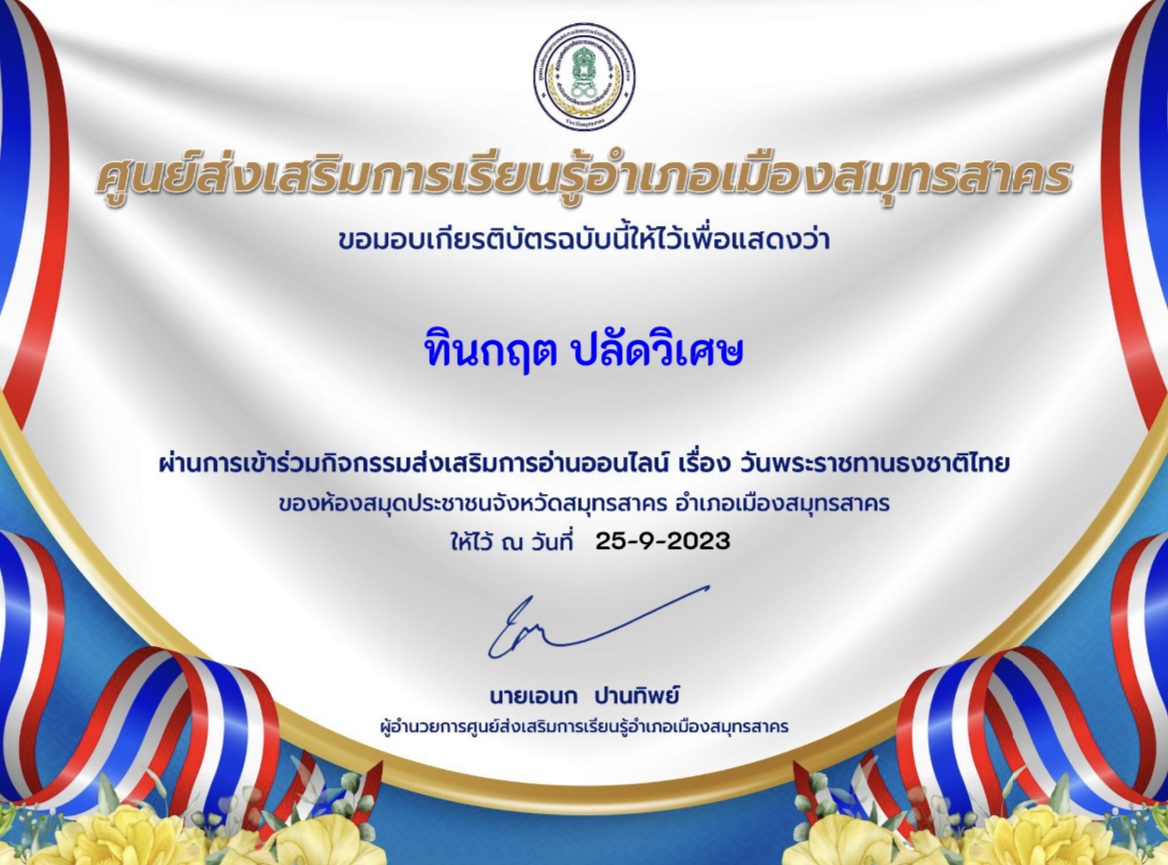 ศูนย์ส่งเสริมการเรียนรู้อำเภอเมืองสมุทรสาคร
ขอมอบเกียรติบัตรฉบับนี้ให้ไว้เพื่อแสดงว่า
ทินกฤต ปลัดวิเศษ
ผ่านการเข้าร่วมกิจกรรมส่งเสริมการอ่านออนไลน์ เรื่อง วันพระราชทานธงชาติไทย
ของห้องสมุดประชาชนจังหวัดสมุทรสาคร อำเภอเมืองสมุทรสาคร
ให้ไว้ ณ วันที่ 25-9-2023
นายเอนก ปานทิพย์
ผู้อำนวยการศูนย์ส่งเสริมการเรียนรู้อำเภอเมืองสมุทรสาคร